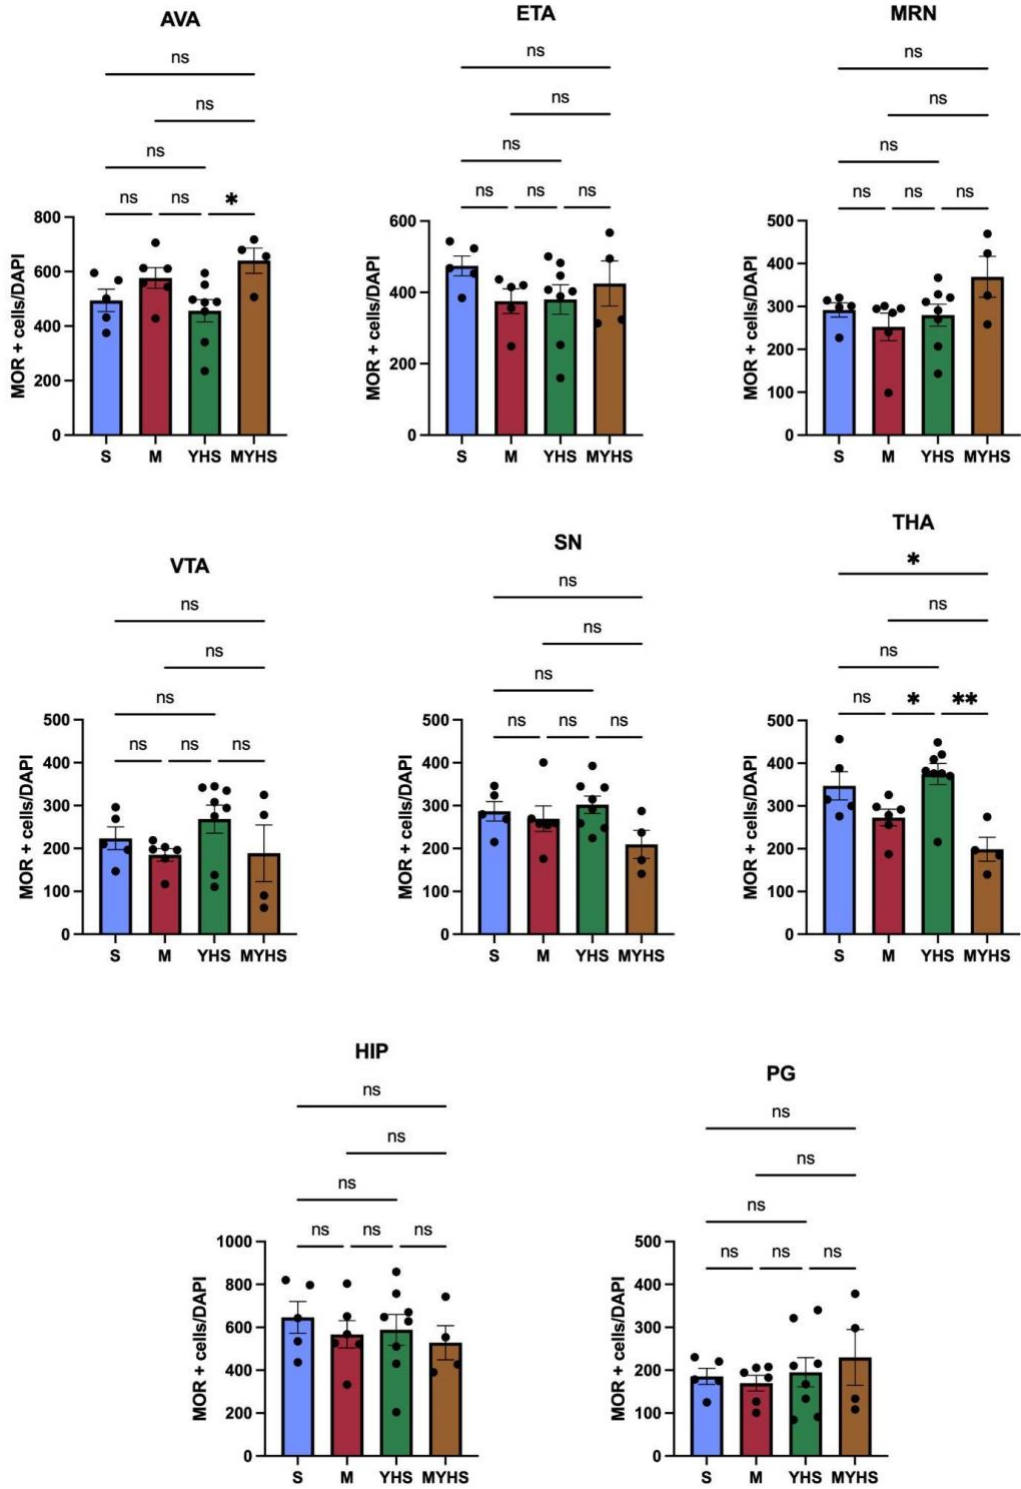 AVA
ns
ns
ns
ns ns *
MOR + cells/DAPI
800
600
400
200
0
S M YHS MYHS
ETA
ns
ns
ns
ns ns ns
MOR + cells/DAPI
600
400
200
0
S M YHS MYHS
MRN
ns
ns
ns
ns ns ns
MOR + cells/DAPI
500
400
300
200
100
0
S M YHS MYHS
VTA
ns
ns
ns
ns ns ns
MOR + cells/DAPI
500
400
300
200
100
0
S M YHS MYHS
SN
ns
ns
ns
ns ns ns
MOR + cells/DAPI
500
400
300
200
100
0
S M YHS MYHS
THA
*
ns
ns
ns * **
MOR + cells/DAPI
500
400
300
200
100
0
S M YHS MYHS
HIP
ns
ns
ns
ns ns ns
MOR + cells/DAPI
1000
800
600
400
200
0
S M YHS MYHS
PG
ns
ns
ns
ns ns ns
MOR + cells/DAPI
500
400
300
200
100
0
S M YHS MYHS